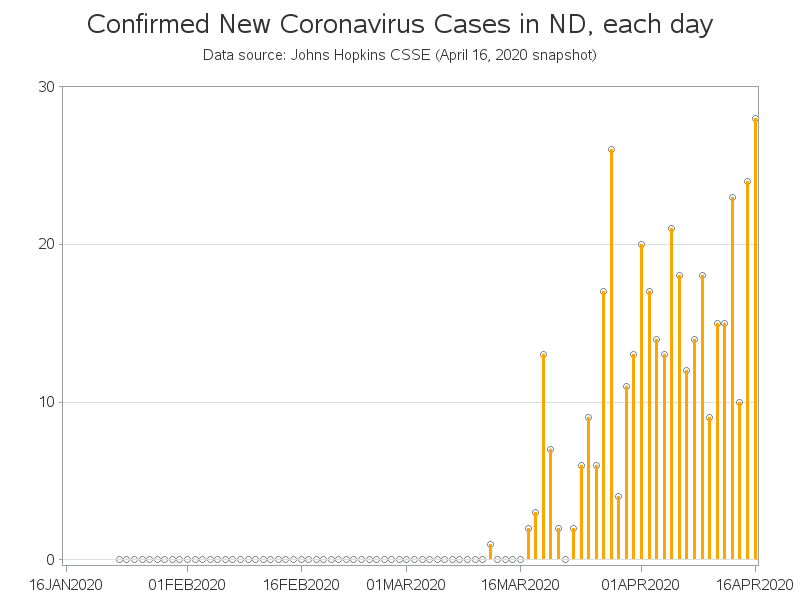 Confirmed New Coronavirus Cases in ND, each day
Data source: Johns Hopkins CSSE (April 16, 2020 snapshot)
30
20
10
0
16JAN2020 01FEB2020 16FEB2020 01MAR2020 16MAR2020 01APR2020 16APR2020